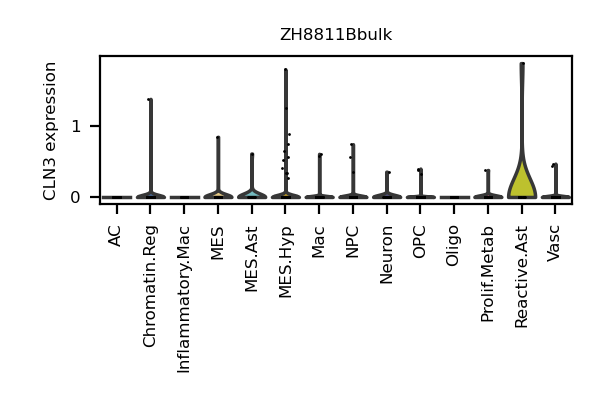 ZH8811Bbulk
CLN3 expression
1
0
AC
Chromatin.Reg
Inflammatory.Mac
MES
MES.Ast
MES.Hyp
Mac
NPC
Neuron
OPC
Oligo
Prolif.Metab
Reactive.Ast
Vasc